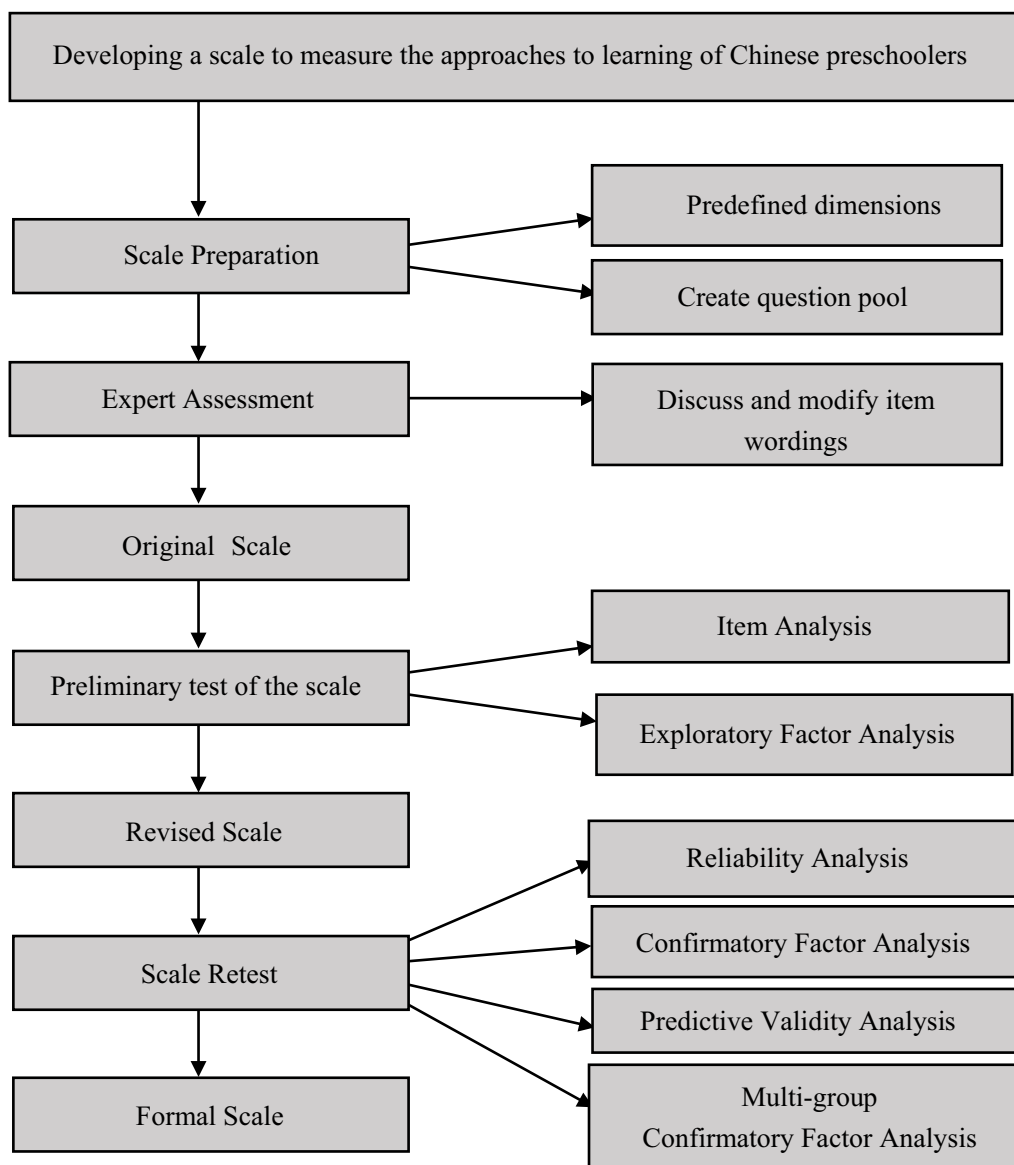 Developing a scale to measure the approaches to learning of Chinese preschoolers
Predefined dimensions
Scale Preparation
Create question pool
Expert Assessment
Discuss and modify item
wordings
Original Scale
Item Analysis
Preliminary test of the scale
Exploratory Factor Analysis
Revised Scale
Reliability Analysis
Confirmatory Factor Analysis
Scale Retest
Predictive Validity Analysis
Formal Scale
Multi-group
Confirmatory Factor Analysis